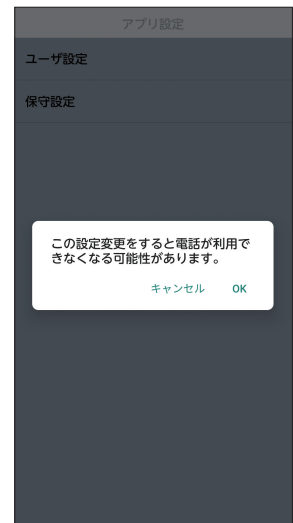 アプリ設定
ユーザ設定
保守設定
この設定変更をすると電話が利用で
きなくなる可能性があります。
キャンセル OK